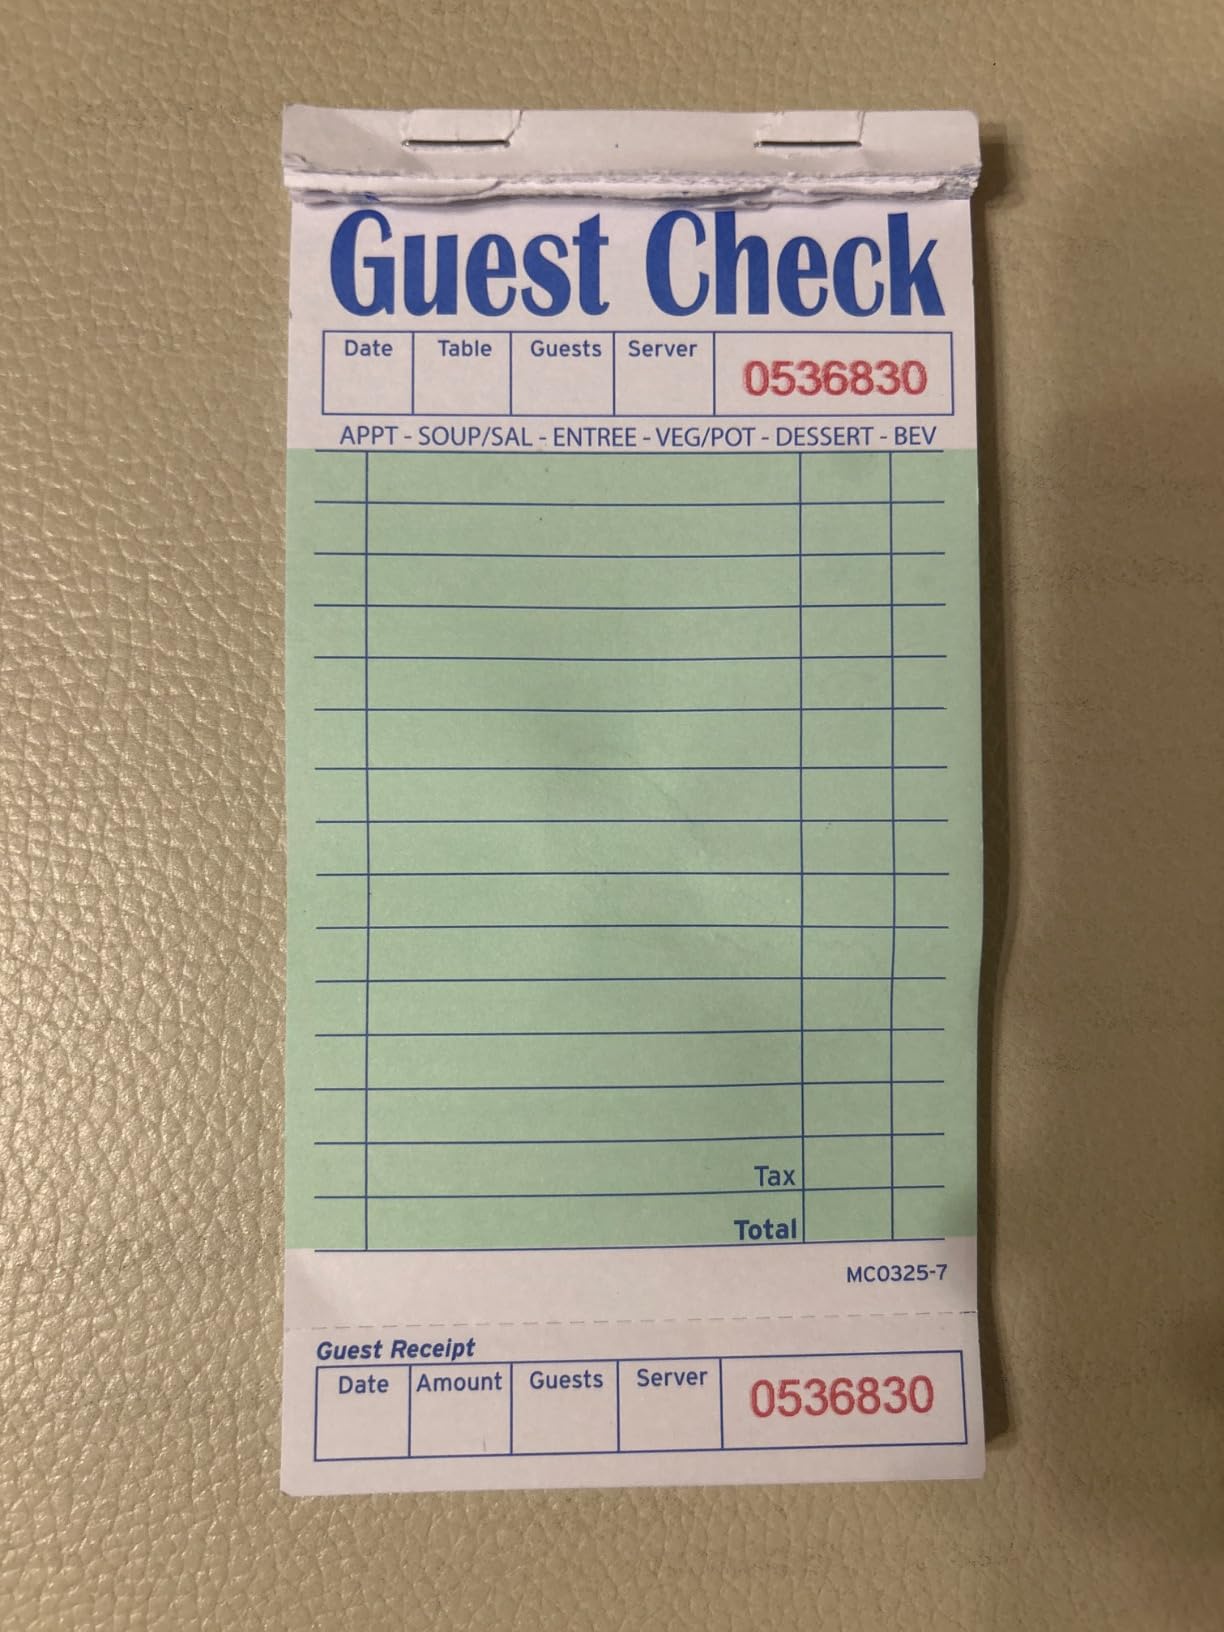 Guest Check
Date Table Guests Server 0536830
APPT - SOUP/SAL - ENTREE - VEG/POT - DESSERT - BEV
Tax
Total
MC0325-7
Guest Receipt
Date Amount Guests Server 0536830